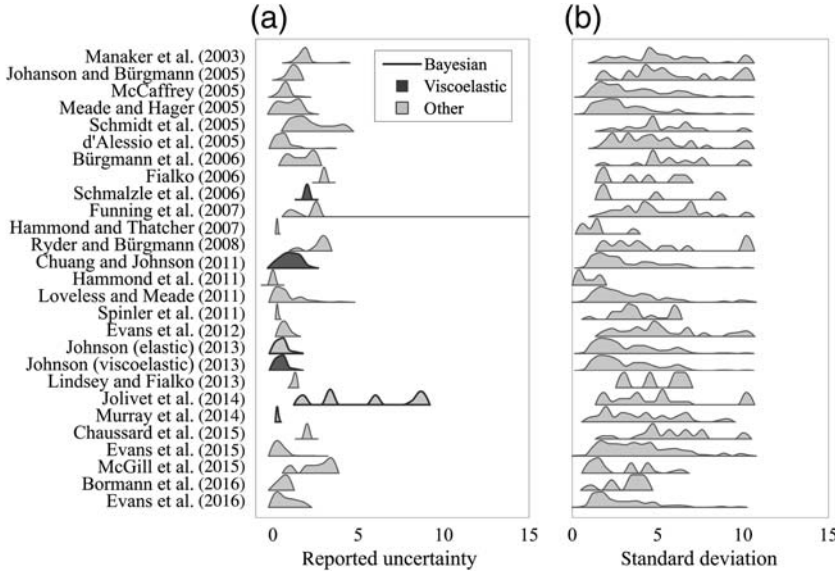 (a) (b)
Manaker et al. (2003)
Johanson and Bürgmann (2005)
McCaffrey (2005)
Meade and Hager (2005)
Schmidt et al. (2005)
d'Alessio et al. (2005)
Bürgmann et al. (2006)
Fialko (2006)
Schmalzle et al. (2006)
Funning et al. (2007)
Hammond and Thatcher (2007)
Ryder and Bürgmann (2008)
Chuang and Johnson (2011)
Hammond et al. (2011)
Loveless and Meade (2011)
Spinler et al. (2011)
Evans et al. (2012)
Johnson (elastic) (2013)
Johnson (viscoelastic) (2013)
Lindsey and Fialko (2013)
Jolivet et al. (2014)
Murray et al. (2014)
Chaussard et al. (2015)
Evans et al. (2015)
McGill et al. (2015)
Bormann et al. (2016)
Evans et al. (2016)
Bayesian
Viscoelastic
Other
0 5 10 15
Reported uncertainty
0 5 10 15
Standard deviation